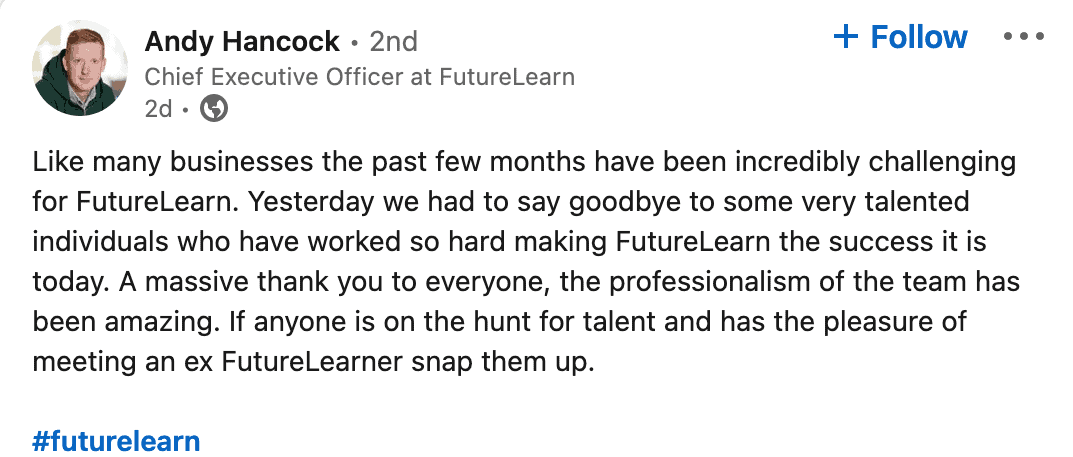 Andy Hancock • 2nd
+ Follow
Chief Executive Officer at FutureLearn
2d •
Like many businesses the past few months have been incredibly challenging
for FutureLearn. Yesterday we had to say goodbye to some very talented
individuals who have worked so hard making FutureLearn the success it is
today. A massive thank you to everyone, the professionalism of the team has
been amazing. If anyone is on the hunt for talent and has the pleasure of
meeting an ex FutureLearner snap them up.
#futurelearn